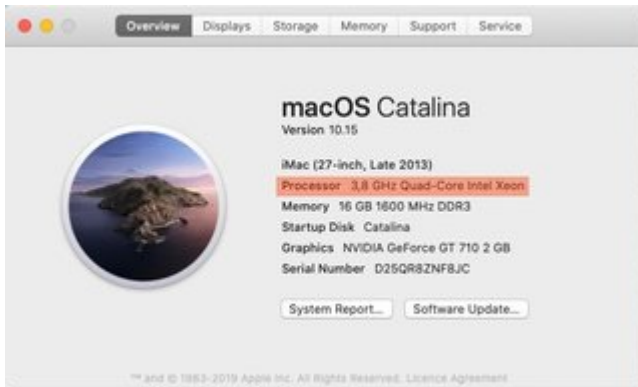 Overview Displays Storage Memory Support Service
macOS Catalina
Version 10.15
iMac (27-inch, Late 2013)
Processor 3,8 GHz Quad-Core Intel Xeon
Memory 16 GB 1600 MHz DDR3
Startup Disk Catalina
Graphics NVIDIA GeForce GT 710 2 GB
Serial Number D25QR8ZNF8JC
System Report... Software Update...
™ and © 1983-2019 Apple Inc. All Rights Reserved. Licence Agreement